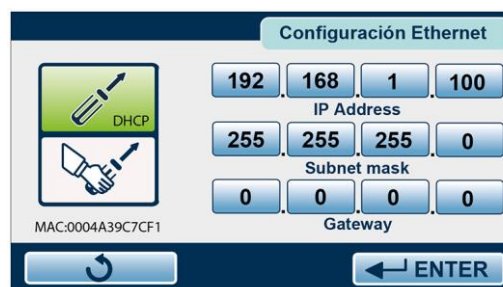 Configuración Ethernet
DHCP
MAC:0004A39C7CF1
192.168.1.100
IP Address
255.255.255.0
Subnet mask
0.0.0.0
Gateway
ENTER